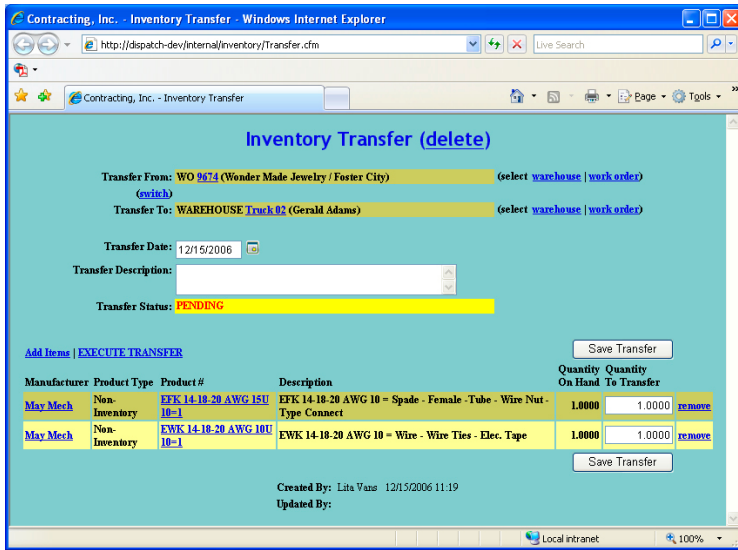 Contracting, Inc. - Inventory Transfer - Windows Internet Explorer
http://dispatch-dev/internal/inventory/Transfer.cfm
Live Search
Contracting, Inc. - Inventory Transfer
Page
Tools
»
Inventory Transfer (delete)
Transfer From: WO 9674 (Wonder Made Jewelry / Foster City) (select warehouse | work order)
(switch)
Transfer To: WAREHOUSE Truck 02 (Gerald Adams) (select warehouse | work order)
Transfer Date: 12/15/2006
Transfer Description:
Transfer Status: PENDING
Add Items | EXECUTE TRANSFER
Save Transfer
Quantity Quantity
Manufacturer Product Type Product # Description On Hand To Transfer
May Mech Non-Inventory EFK 14-18-20 AWG 15U 10=1 EFK 14-18-20 AWG 10 = Spade - Female -Tube - Wire Nut - Type Connect 1.0000 1.0000 remove
May Mech Non-Inventory EWK 14-18-20 AWG 10U 10=1 EWK 14-18-20 AWG 10 = Wire - Wire Ties - Elec. Tape 1.0000 1.0000 remove
Save Transfer
Created By: Lita Vans 12/15/2006 11:19
Updated By:
Local intranet
100%